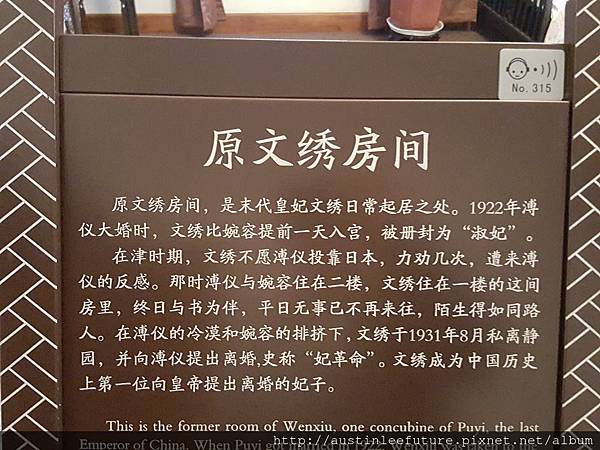 No. 315
原文绣房间
原文绣房间，是末代皇妃文绣日常起居之处。1922年溥
仪大婚时，文绣比婉容提前一天入宫，被册封为“淑妃”。
在津时期，文绣不愿溥仪投靠日本，力劝几次，遭来溥
仪的反感。那时溥仪与婉容住在二楼，文绣住在一楼的这间
房里，终日与书为伴，平日无事已不再来往，陌生得如同路
人。在溥仪的冷漠和婉容的排挤下，文绣于1931年8月私离静
园，并向溥仪提出离婚，史称“妃革命”。文绣成为中国历史
上第一位向皇帝提出离婚的妃子。
This is the former room of Wenxiu, one concubine of Puyi, the last
Emperor of China. When Puyi got married in 1922, Wenxiu was taken to the
http://austinleefuture.pixnet.net/album